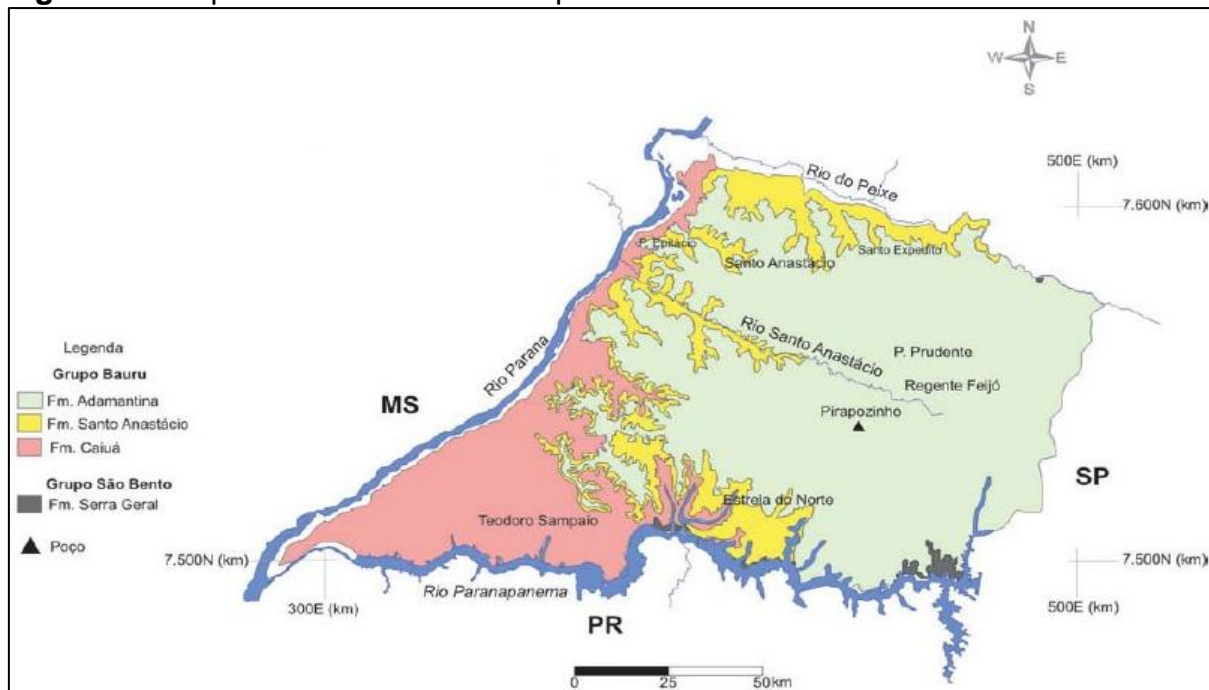 N
W E
S
500E (km)
7.600N (km)
Rio do Peixe
P. Epitácio
Santo Expedito
Santo Anastácio
Rio Santo Anastácio
P. Prudente
Regente Feijó
Pirapozinho
Rio Parana
MS
SP
Legenda
Grupo Bauru
Fm. Adamantina
Fm. Santo Anastácio
Fm. Caiuá
Grupo São Bento
Fm. Serra Geral
Poço
Estrela do Norte
Teodoro Sampaio
7.500N (km)
7.500N (km)
300E (km)
Rio Paranapanema
500E (km)
PR
0 25 50km